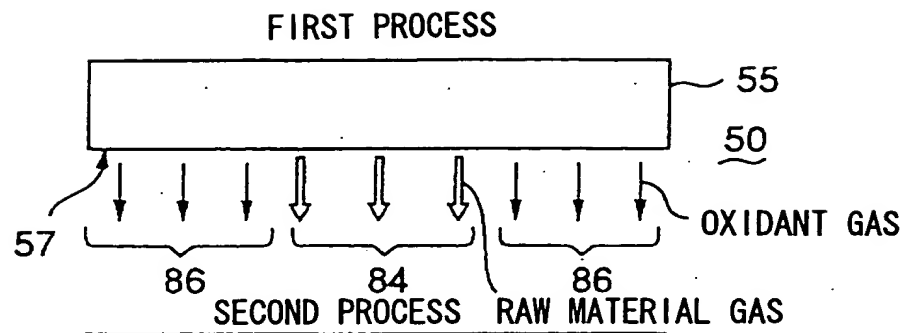 FIRST PROCESS
55
50
OXIDANT GAS
57
86
84
86
SECOND PROCESS
RAW MATERIAL GAS